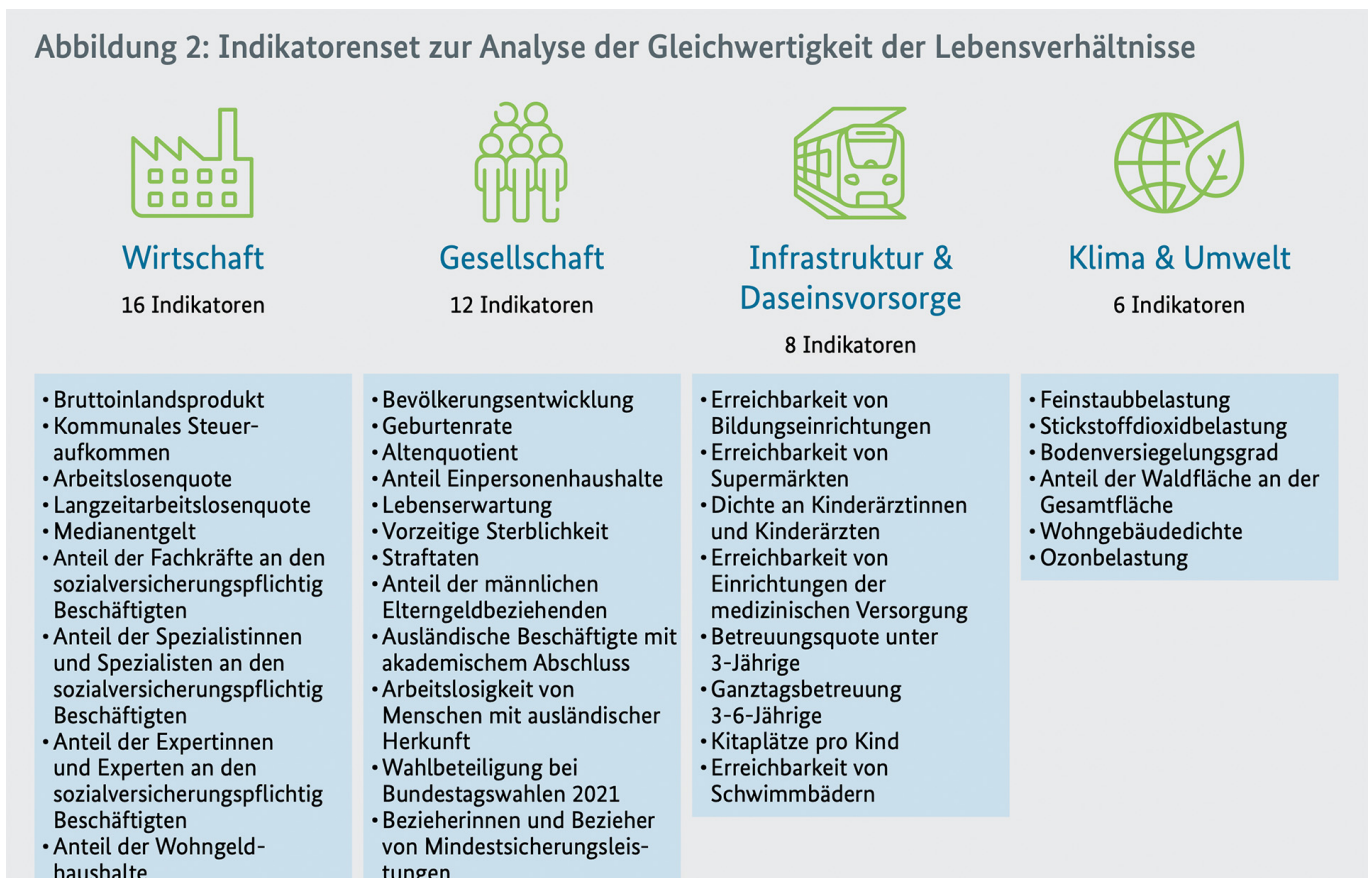 Abbildung 2: Indikatorenset zur Analyse der Gleichwertigkeit der Lebensverhältnisse
Wirtschaft
16 Indikatoren
• Bruttoinlandsprodukt
• Kommunales Steuer-
aufkommen
• Arbeitslosenquote
• Langzeitarbeitslosenquote
• Medianentgelt
• Anteil der Fachkräfte an den
sozialversicherungspflichtig
Beschäftigten
• Anteil der Spezialistinnen
und Spezialisten an den
sozialversicherungspflichtig
Beschäftigten
• Anteil der Expertinnen
und Experten an den
sozialversicherungspflichtig
Beschäftigten
• Anteil der Wohngeld-
haushalte
Gesellschaft
12 Indikatoren
• Bevölkerungsentwicklung
• Geburtenrate
• Altenquotient
• Anteil Einpersonenhaushalte
• Lebenserwartung
• Vorzeitige Sterblichkeit
• Straftaten
• Anteil der männlichen
Elterngeldbeziehenden
• Ausländische Beschäftigte mit
akademischem Abschluss
• Arbeitslosigkeit von
Menschen mit ausländischer
Herkunft
• Wahlbeteiligung bei
Bundestagswahlen 2021
• Bezieherinnen und Bezieher
von Mindestsicherungsleis-
tungen
Infrastruktur &
Daseinsvorsorge
8 Indikatoren
• Erreichbarkeit von
Bildungseinrichtungen
• Erreichbarkeit von
Supermärkten
• Dichte an Kinderärztinnen
und Kinderärzten
• Erreichbarkeit von
Einrichtungen der
medizinischen Versorgung
• Betreuungsquote unter
3-Jährige
• Ganztagsbetreuung
3-6-Jährige
• Kitaplätze pro Kind
• Erreichbarkeit von
Schwimmbädern
Klima & Umwelt
6 Indikatoren
• Feinstaubbelastung
• Stickstoffdioxidbelastung
• Bodenversiegelungsgrad
• Anteil der Waldfläche an der
Gesamtfläche
• Wohngebäudedichte
• Ozonbelastung